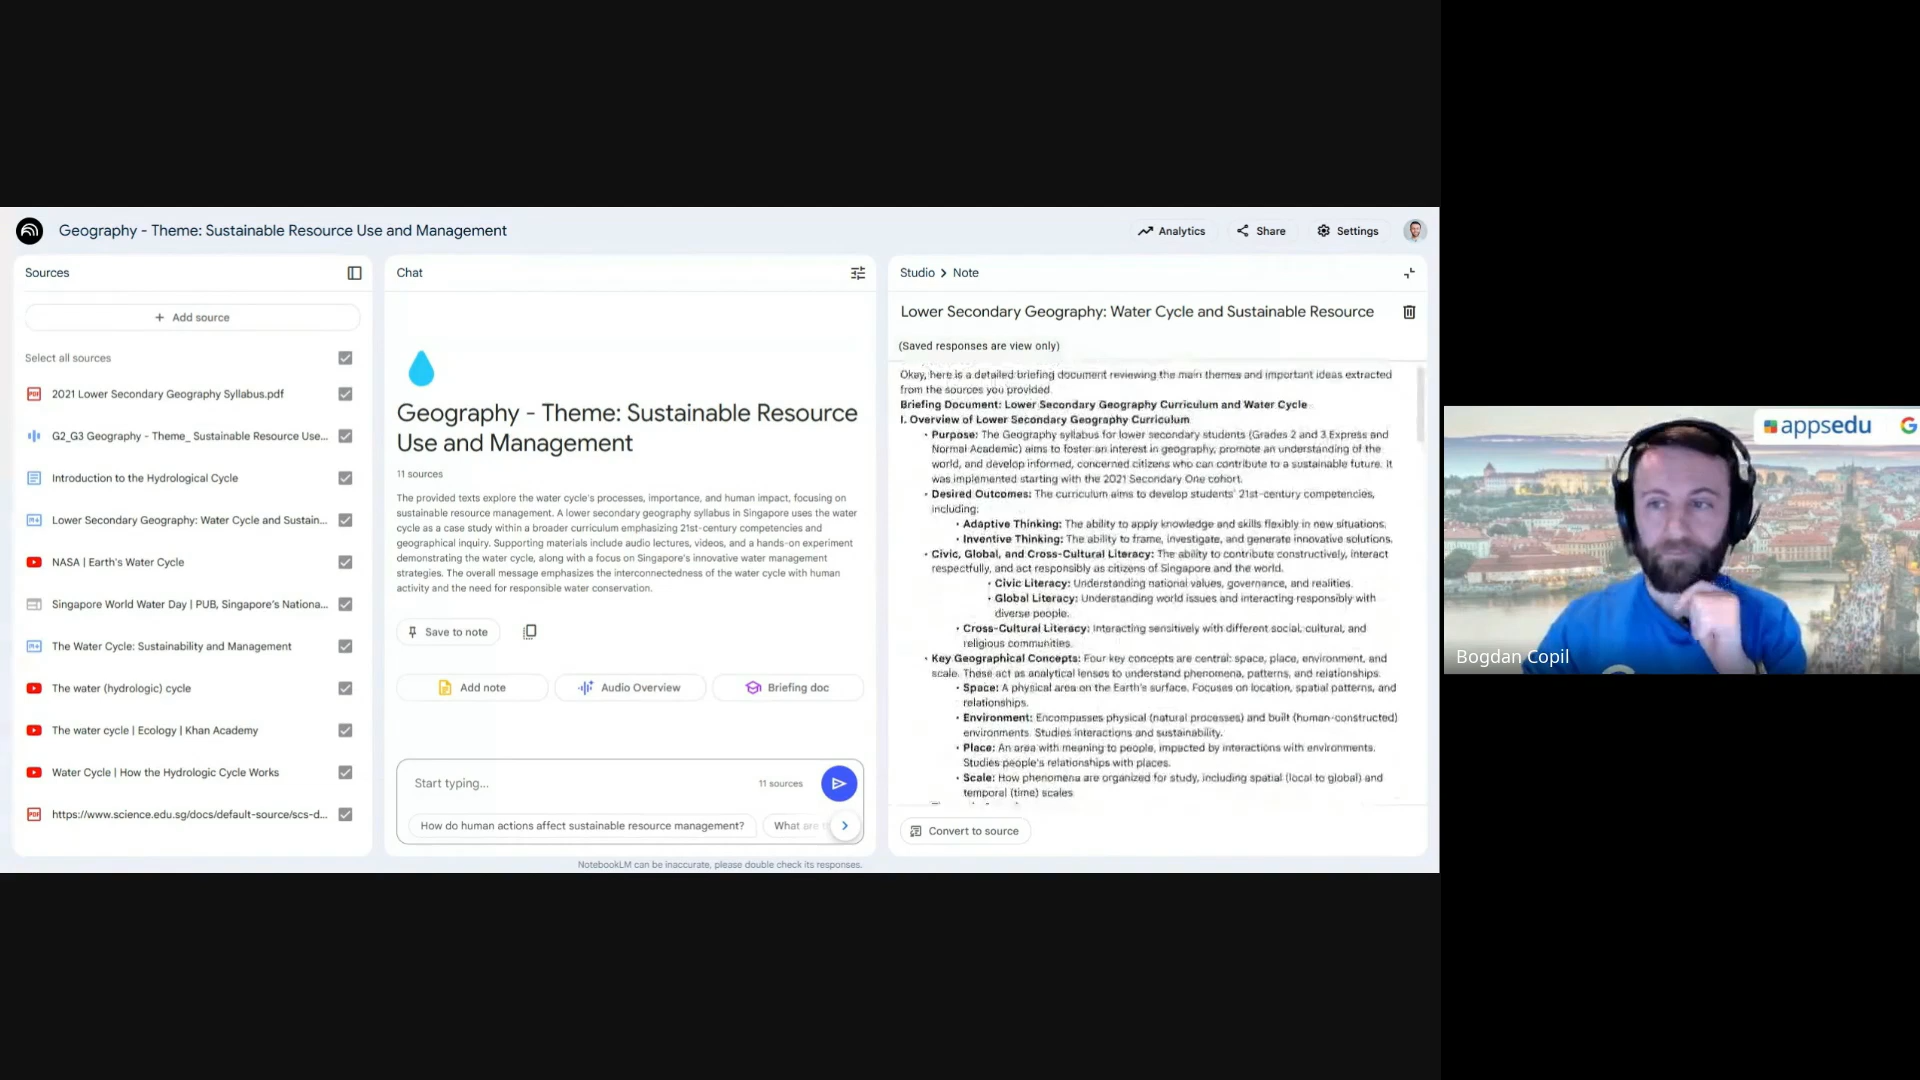 Geography - Theme: Sustainable Resource Use and Management
Analytics
Share
Settings
Sources
Add source
Select all sources
2021 Lower Secondary Geography Syllabus.pdf
G2_G3 Geography - Theme_ Sustainable Resource Use...
Introduction to the Hydrological Cycle
Lower Secondary Geography: Water Cycle and Sustain...
NASA | Earth's Water Cycle
Singapore World Water Day | PUB, Singapore's Nationa...
The Water Cycle: Sustainability and Management
The water (hydrologic) cycle
The water cycle | Ecology | Khan Academy
Water Cycle | How the Hydrologic Cycle Works
https://www.science.edu.sg/docs/default-source/scs-d...
Chat
Geography - Theme: Sustainable Resource
Use and Management
11 sources
The provided texts explore the water cycle's processes, importance, and human impact, focusing on
sustainable resource management. A lower secondary geography syllabus in Singapore uses the water
cycle as a case study within a broader curriculum emphasizing 21st-century competencies and
geographical inquiry. Supporting materials include audio lectures, videos, and a hands-on experiment
demonstrating the water cycle, along with a focus on Singapore's innovative water management
strategies. The overall message emphasizes the interconnectedness of the water cycle with human
activity and the need for responsible water conservation.
Save to note
Add note
Audio Overview
Briefing doc
Start typing...
11 sources
How do human actions affect sustainable resource management?
What are
NotebookLM can be inaccurate, please double check its responses.
Studio > Note
Lower Secondary Geography: Water Cycle and Sustainable Resource
(Saved responses are view only)
Okay, here is a detailed briefing document reviewing the main themes and important ideas extracted
from the sources you provided.
Briefing Document: Lower Secondary Geography Curriculum and Water Cycle
I. Overview of Lower Secondary Geography Curriculum
• Purpose: The Geography syllabus for lower secondary students (Grades 2 and 3 Express and
Normal Academic) aims to foster an interest in geography, promote an understanding of the
world, and develop informed, concerned citizens who can contribute to a sustainable future. It
was implemented starting with the 2021 Secondary One cohort.
• Desired Outcomes: The curriculum aims to develop students' 21st-century competencies,
including:
• Adaptive Thinking: The ability to apply knowledge and skills flexibly in new situations.
• Inventive Thinking: The ability to frame, investigate, and generate innovative solutions.
• Civic, Global, and Cross-Cultural Literacy: The ability to contribute constructively, interact
respectfully, and act responsibly as citizens of Singapore and the world.
• Civic Literacy: Understanding national values, governance, and realities.
• Global Literacy: Understanding world issues and interacting responsibly with
diverse people.
• Cross-Cultural Literacy: Interacting sensitively with different social, cultural, and
religious communities.
• Key Geographical Concepts: Four key concepts are central: space, place, environment, and
scale. These act as analytical lenses to understand phenomena, patterns, and relationships.
• Space: A physical area on the Earth's surface. Focuses on location, spatial patterns, and
relationships.
• Environment: Encompasses physical (natural processes) and built (human-constructed)
environments. Studies interactions and sustainability.
• Place: An area with meaning to people, impacted by interactions with environments.
Studies people's relationships with places.
• Scale: How phenomena are organized for study, including spatial (local to global) and
temporal (time) scales
Convert to source
appsedu
G
Bogdan Copil